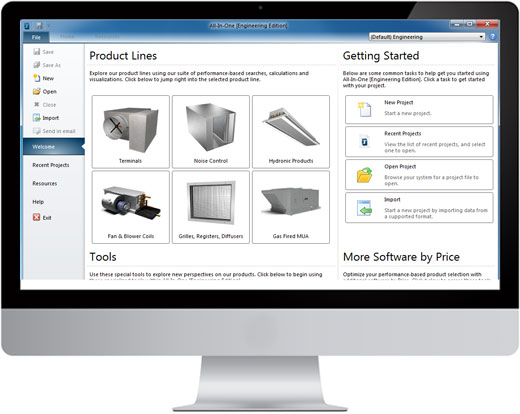 All-In-One [Engineering Edition]
File
(Default) Engineering
Save
Save As
New
Open
Close
Import
Send in email
Welcome
Recent Projects
Resources
Help
Exit
Product Lines
Explore our product lines using our suite of performance-based searches, calculations and
visualizations. Click below to jump right into the selected product line.
Terminals
Noise Control
Hydronic Products
Fan & Blower Coils
Grilles, Registers, Diffusers
Gas Fired MUA
Tools
Use these special tools to explore new perspectives on our products. Click below to begin using
Getting Started
Below are some common tasks to help get you started using
All-In-One [Engineering Edition]. Click a task to get started
with your project.
New Project
Start a new project.
Recent Projects
View the list of recent projects, and select
one to open.
Open Project
Browse your system for a project file to
open.
Import
Start a new project by importing data from
a supported format.
More Software by Price
Optimize your performance-based product selection with